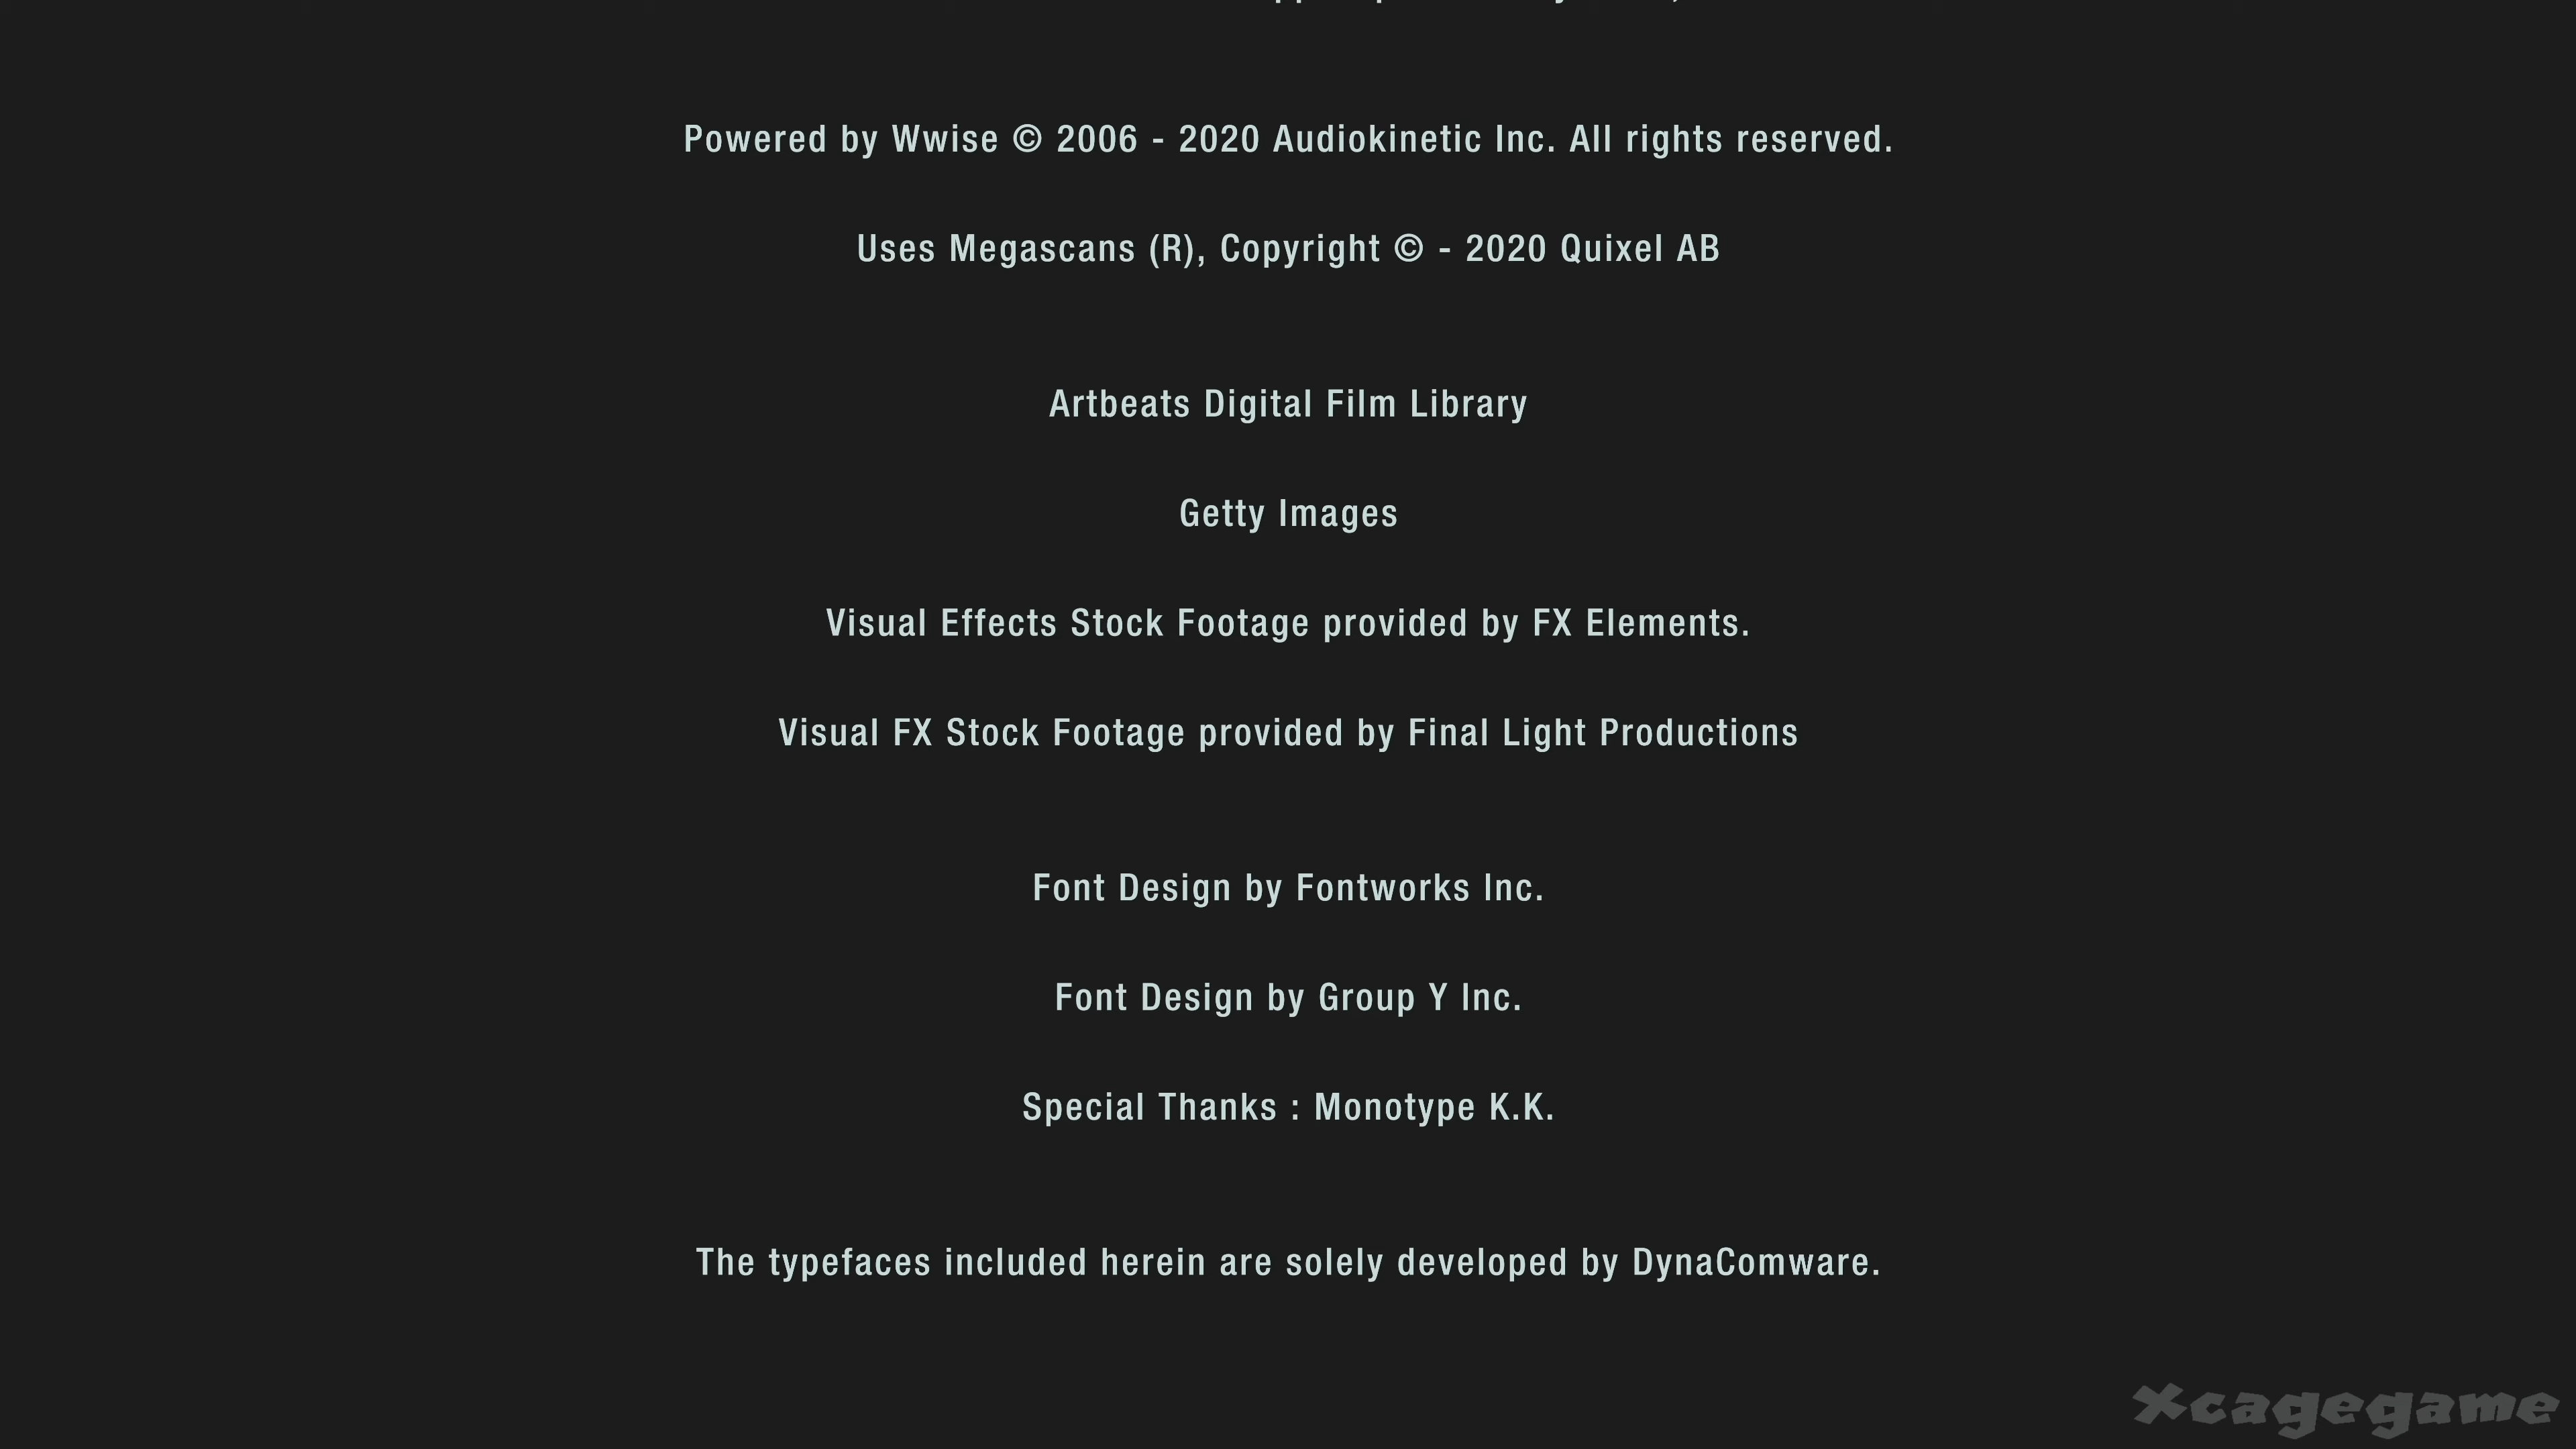 Powered by Wwise © 2006 - 2020 Audiokinetic Inc. All rights reserved.
Uses Megascans (R), Copyright © - 2020 Quixel AB
Artbeats Digital Film Library
Getty Images
Visual Effects Stock Footage provided by FX Elements.
Visual FX Stock Footage provided by Final Light Productions
Font Design by Fontworks Inc.
Font Design by Group Y Inc.
Special Thanks : Monotype K.K.
The typefaces included herein are solely developed by DynaComware.
Xcagegame